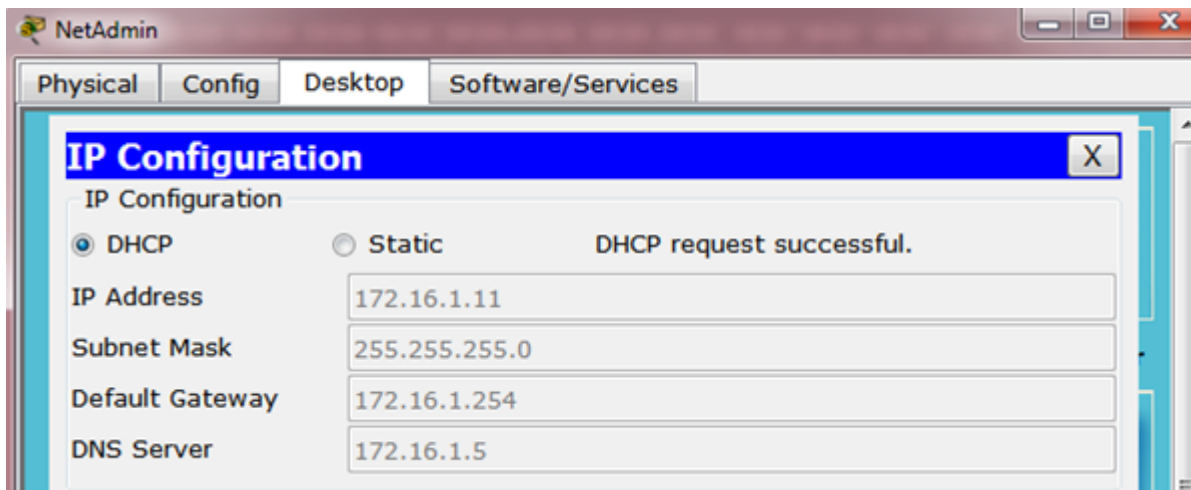 NetAdmin
Physical Config Desktop Software/Services
IP Configuration X
IP Configuration
DHCP Static DHCP request successful.
IP Address 172.16.1.11
Subnet Mask 255.255.255.0
Default Gateway 172.16.1.254
DNS Server 172.16.1.5